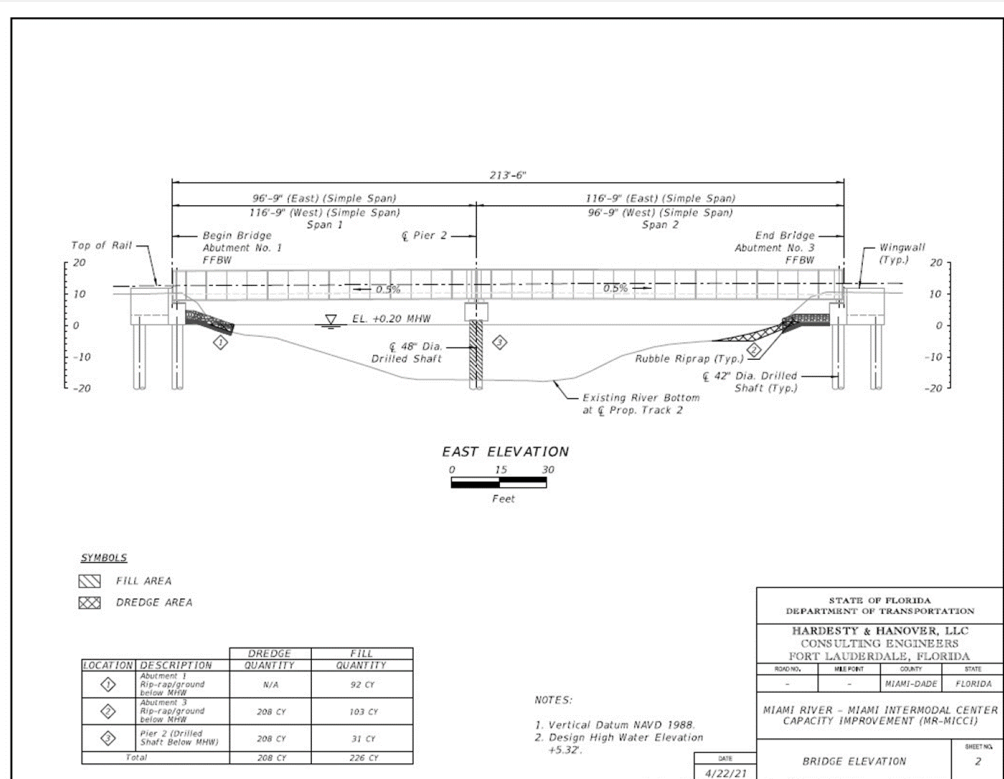 213'-6"
96'-9" (East) (Simple Span)
116'-9" (West) (Simple Span)
Span 1
116'-9" (East) (Simple Span)
96'-9" (West) (Simple Span)
Span 2
Top of Rail
Begin Bridge
Abutment No. 1
FFBW
℄ Pier 2
End Bridge
Abutment No. 3
FFBW
Wingwall
(Typ.)
20
10
0
-10
-20
0.5%
0.5%
20
10
0
-10
-20
EL. +0.20 MHW
1
℄ 48" Dia.
Drilled Shaft
3
2
Rubble Riprap (Typ.)
℄ 42" Dia. Drilled
Shaft (Typ.)
Existing River Bottom
at ℄ Prop. Track 2
EAST ELEVATION
0 15 30
Feet
SYMBOLS
FILL AREA
DREDGE AREA
DREDGE FILL
LOCATION DESCRIPTION QUANTITY QUANTITY
1 Abutment 1
Rip-rap/ground
below MHW
N/A 92 CY
2 Abutment 3
Rip-rap/ground
below MHW
208 CY 103 CY
3 Pier 2 (Drilled
Shaft Below MHW)
208 CY 31 CY
Total 208 CY 226 CY
NOTES:
1. Vertical Datum NAVD 1988.
2. Design High Water Elevation
+5.32'.
STATE OF FLORIDA
DEPARTMENT OF TRANSPORTATION
HARDESTY & HANOVER, LLC
CONSULTING ENGINEERS
FORT LAUDERDALE, FLORIDA
ROAD NO. MILE POINT COUNTY STATE
- - MIAMI-DADE FLORIDA
MIAMI RIVER - MIAMI INTERMODAL CENTER
CAPACITY IMPROVEMENT (MR-MICCI)
DATE
4/22/21
BRIDGE ELEVATION
SHEET NO.
2